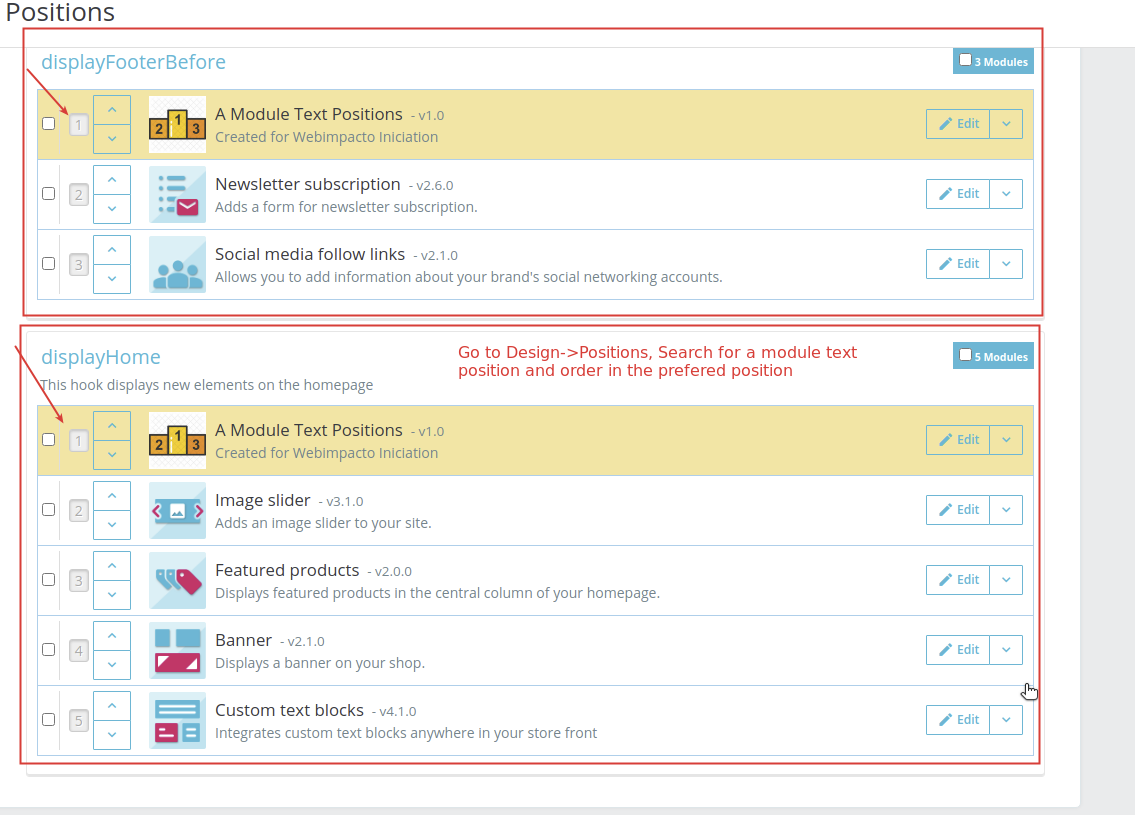 Positions
displayFooterBefore
3 Modules
1
A Module Text Positions - v1.0
Created for Webimpacto Iniciation
2 1 3
Edit
2
Newsletter subscription - v2.6.0
Adds a form for newsletter subscription.
Edit
3
Social media follow links - v2.1.0
Allows you to add information about your brand's social networking accounts.
Edit
displayHome
This hook displays new elements on the homepage
Go to Design->Positions, Search for a module text
position and order in the prefered position
5 Modules
1
A Module Text Positions - v1.0
Created for Webimpacto Iniciation
2 1 3
Edit
2
Image slider - v3.1.0
Adds an image slider to your site.
Edit
3
Featured products - v2.0.0
Displays featured products in the central column of your homepage.
Edit
4
Banner - v2.1.0
Displays a banner on your shop.
Edit
5
Custom text blocks - v4.1.0
Integrates custom text blocks anywhere in your store front
Edit